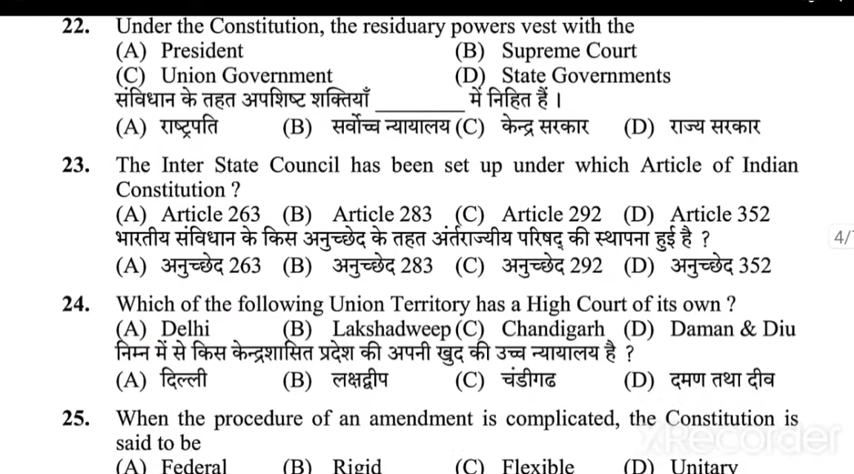 22. Under the Constitution, the residuary powers vest with the
(A) President (B) Supreme Court
(C) Union Government (D) State Governments
संविधान के तहत अपशिष्ट शक्तियाँ ________ में निहित हैं ।
(A) राष्ट्रपति (B) सर्वोच्च न्यायालय (C) केन्द्र सरकार (D) राज्य सरकार
23. The Inter State Council has been set up under which Article of Indian
Constitution ?
(A) Article 263 (B) Article 283 (C) Article 292 (D) Article 352
भारतीय संविधान के किस अनुच्छेद के तहत अंर्तराज्यीय परिषद् की स्थापना हुई है ?
4/
(A) अनुच्छेद 263 (B) अनुच्छेद 283 (C) अनुच्छेद 292 (D) अनुच्छेद 352
24. Which of the following Union Territory has a High Court of its own ?
(A) Delhi (B) Lakshadweep (C) Chandigarh (D) Daman & Diu
निम्न में से किस केन्द्रशासित प्रदेश की अपनी खुद की उच्च न्यायालय है ?
(A) दिल्ली (B) लक्षद्वीप (C) चंडीगढ (D) दमण तथा दीव
25. When the procedure of an amendment is complicated, the Constitution is
said to be
XRecorder
(A) Federal (B) Rigid (C) Flexible (D) Unitary